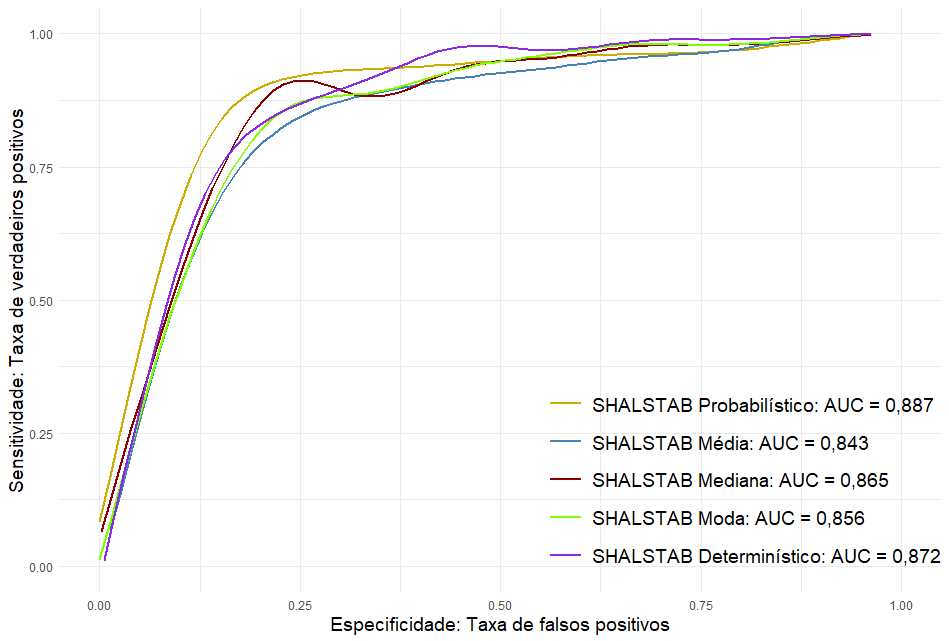 1.00
0.75
0.50
0.25
0.00
Sensitividade: Taxa de verdadeiros positivos
SHALSTAB Probabilístico: AUC = 0,887
SHALSTAB Média: AUC = 0,843
SHALSTAB Mediana: AUC = 0,865
SHALSTAB Moda: AUC = 0,856
SHALSTAB Determinístico: AUC = 0,872
0.00 0.25 0.50 0.75 1.00
Especificidade: Taxa de falsos positivos